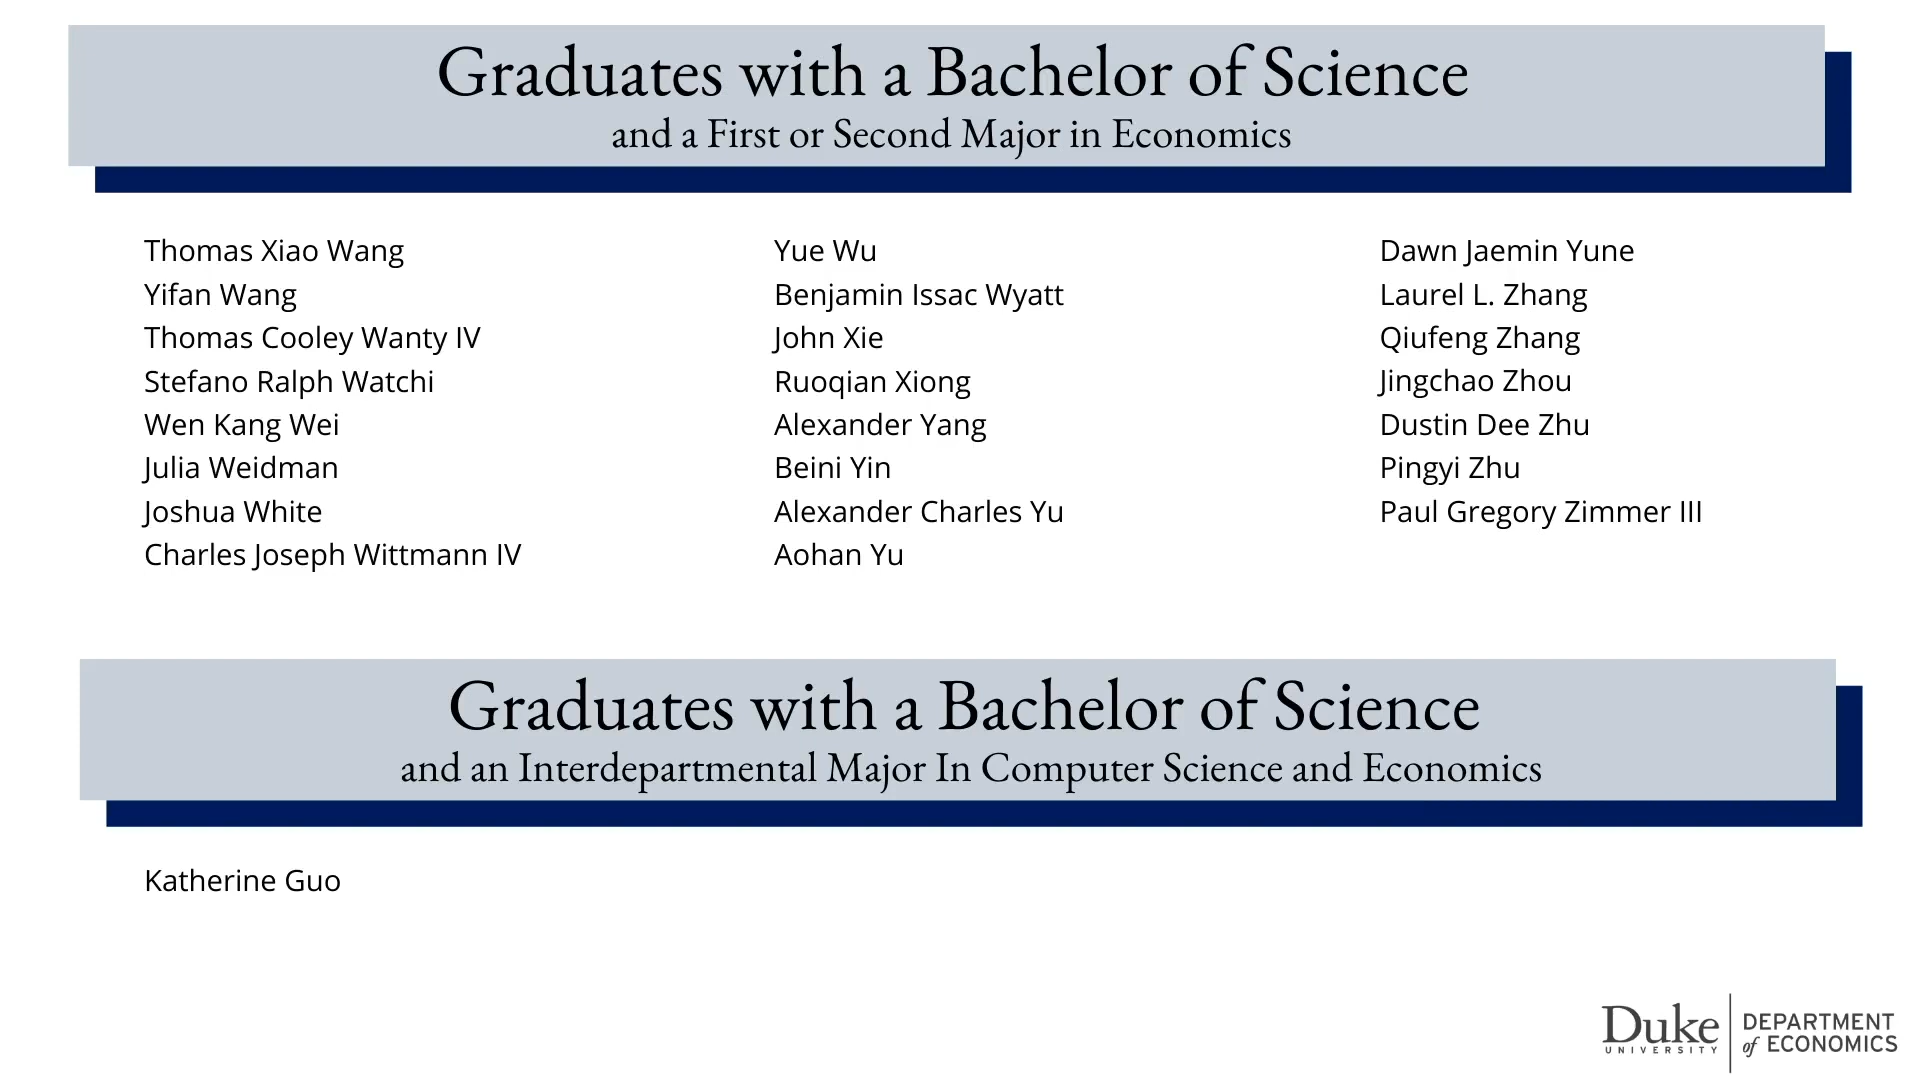 Graduates with a Bachelor of Science
and a First or Second Major in Economics
Thomas Xiao Wang
Yifan Wang
Thomas Cooley Wanty IV
Stefano Ralph Watchi
Wen Kang Wei
Julia Weidman
Joshua White
Charles Joseph Wittmann IV
Yue Wu
Benjamin Issac Wyatt
John Xie
Ruoqian Xiong
Alexander Yang
Beini Yin
Alexander Charles Yu
Aohan Yu
Dawn Jaemin Yune
Laurel L. Zhang
Qiufeng Zhang
Jingchao Zhou
Dustin Dee Zhu
Pingyi Zhu
Paul Gregory Zimmer III
Graduates with a Bachelor of Science
and an Interdepartmental Major In Computer Science and Economics
Katherine Guo
Duke
UNIVERSITY
DEPARTMENT
of ECONOMICS